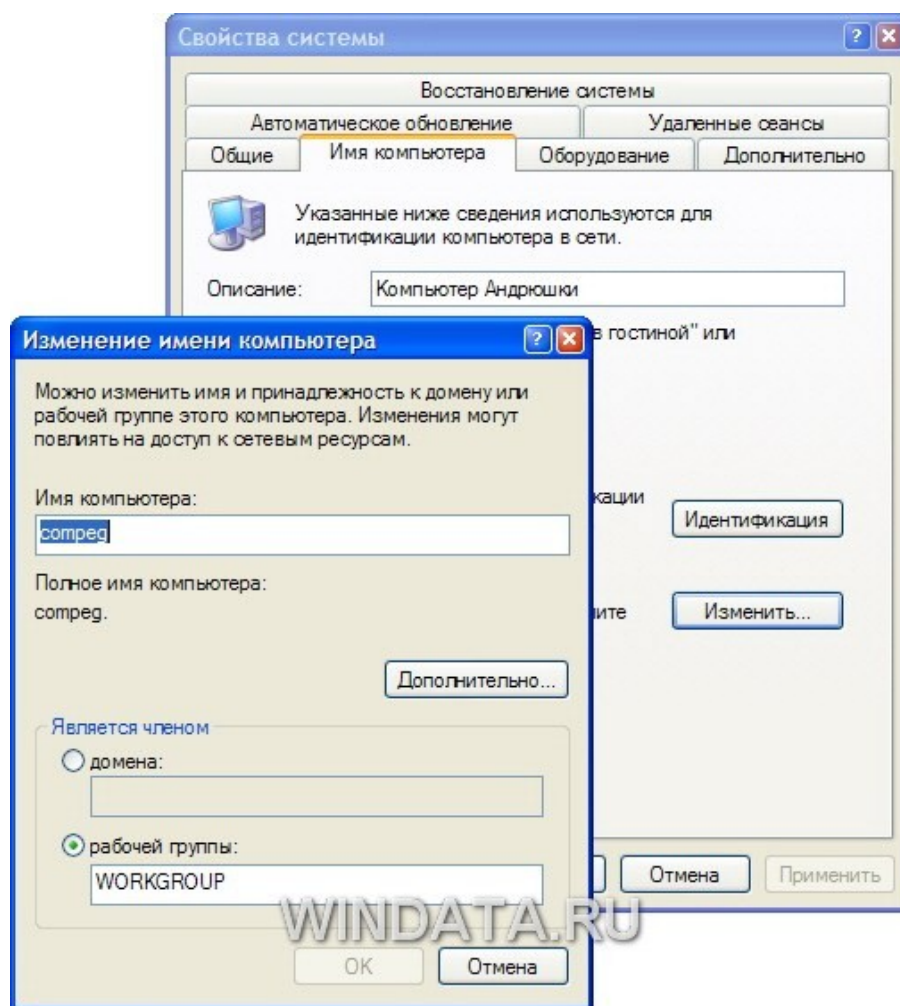 Свойства системы
Восстановление системы
Автоматическое обновление
Удаленные сеансы
Общие
Имя компьютера
Оборудование
Дополнительно
Указанные ниже сведения используются для
идентификации компьютера в сети.
Описание:
Компьютер Андрюшки
в гостиной" или
Идентификация
Изменить...
Отмена
Применить
Изменение имени компьютера
Можно изменить имя и принадлежность к домену или
рабочей группе этого компьютера. Изменения могут
повлиять на доступ к сетевым ресурсам.
Имя компьютера:
compeg
Полное имя компьютера:
compeg.
Дополнительно...
Является членом
домена:
рабочей группы:
WORKGROUP
WINDATA.RU
OK
Отмена